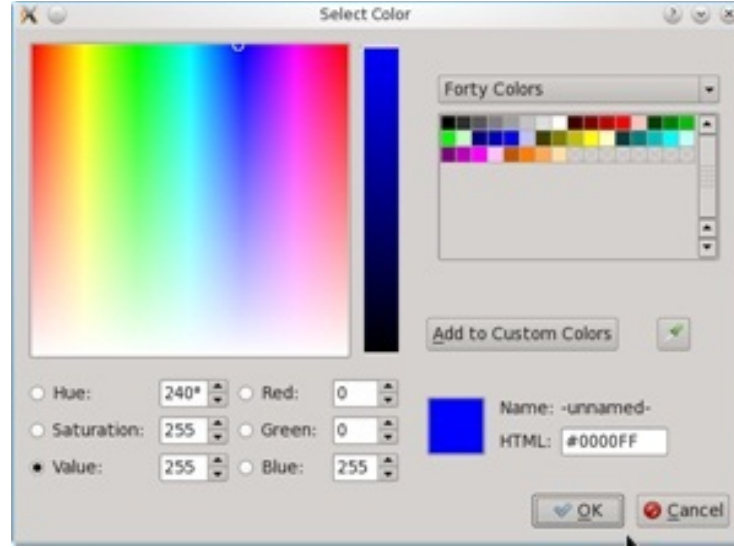 Select Color
Forty Colors
Add to Custom Colors
Hue: 240° Red: 0
Saturation: 255 Green: 0
Value: 255 Blue: 255
Name: -unnamed-
HTML: #0000FF
OK Cancel